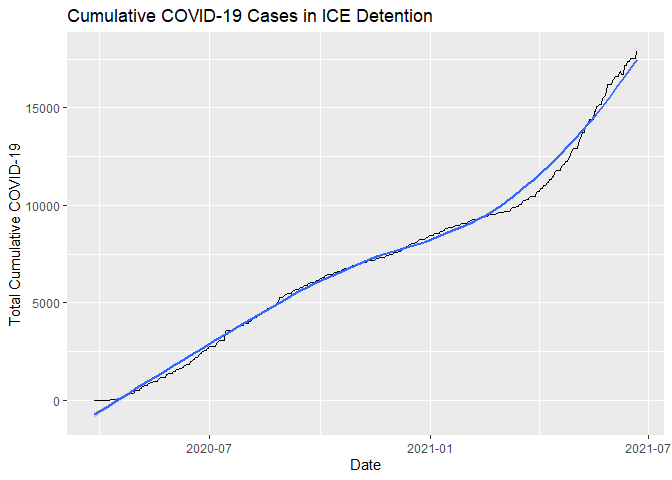 Cumulative COVID-19 Cases in ICE Detention
Total Cumulative COVID-19
15000
10000
5000
0
2020-07
2021-01
2021-07
Date